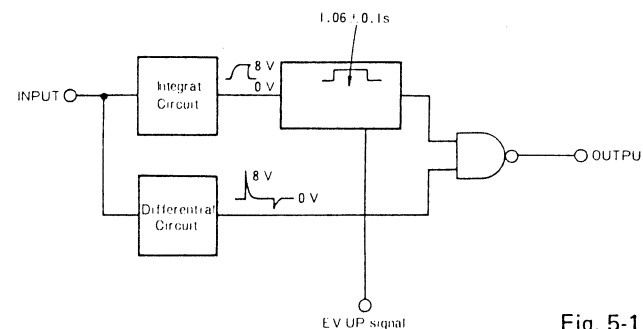 1.06±0.1s
8 V
0 V
Integrat
Circuit
INPUT
OUTPU
8 V
0 V
Differential
Circuit
EV UP signal
Fig. 5-1